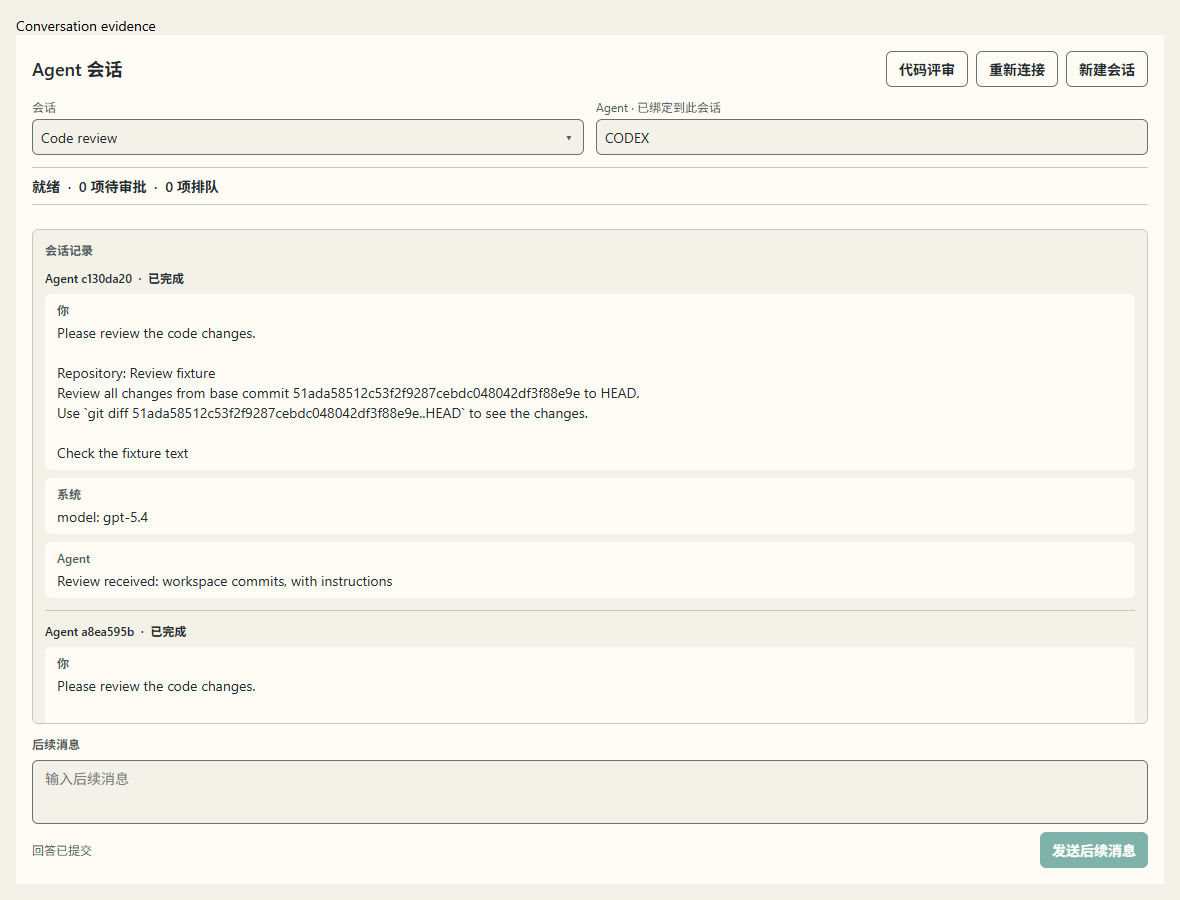 Conversation evidence
Agent 会话
代码评审
重新连接
新建会话
会话
Agent · 已绑定到此会话
Code review
CODEX
就绪 · 0 项待审批 · 0 项排队
会话记录
Agent c130da20 · 已完成
你
Please review the code changes.
Repository: Review fixture
Review all changes from base commit 51ada58512c53f2f9287cebdc048042df3f88e9e to HEAD.
Use `git diff 51ada58512c53f2f9287cebdc048042df3f88e9e..HEAD` to see the changes.
Check the fixture text
系统
model: gpt-5.4
Agent
Review received: workspace commits, with instructions
Agent a8ea595b · 已完成
你
Please review the code changes.
后续消息
输入后续消息
回答已提交
发送后续消息